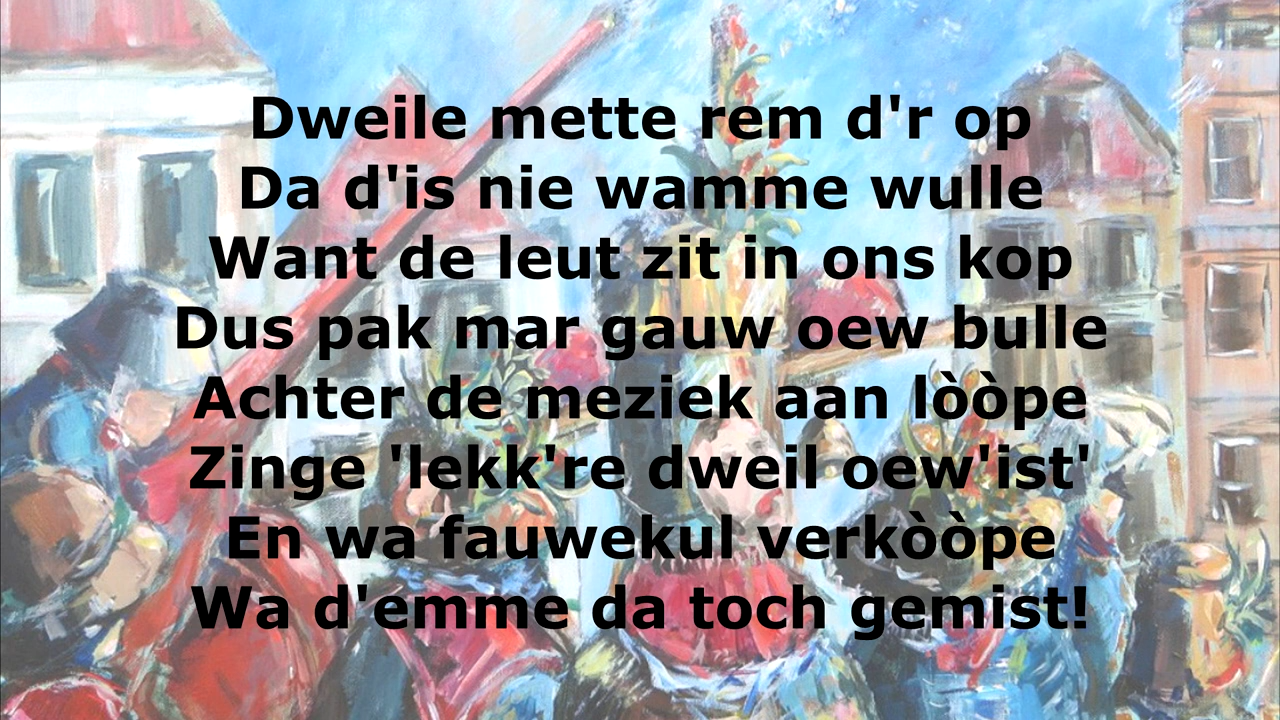 Dweile mette rem d'r op
Da d'is nie wamme wulle
Want de leut zit in ons kop
Dus pak mar gauw oew bulle
Achter de meziek aan lòòpe
Zinge 'lekk're dweil oew'ist'
En wa fauwekul verkòòpe
Wa d'emme da toch gemist!